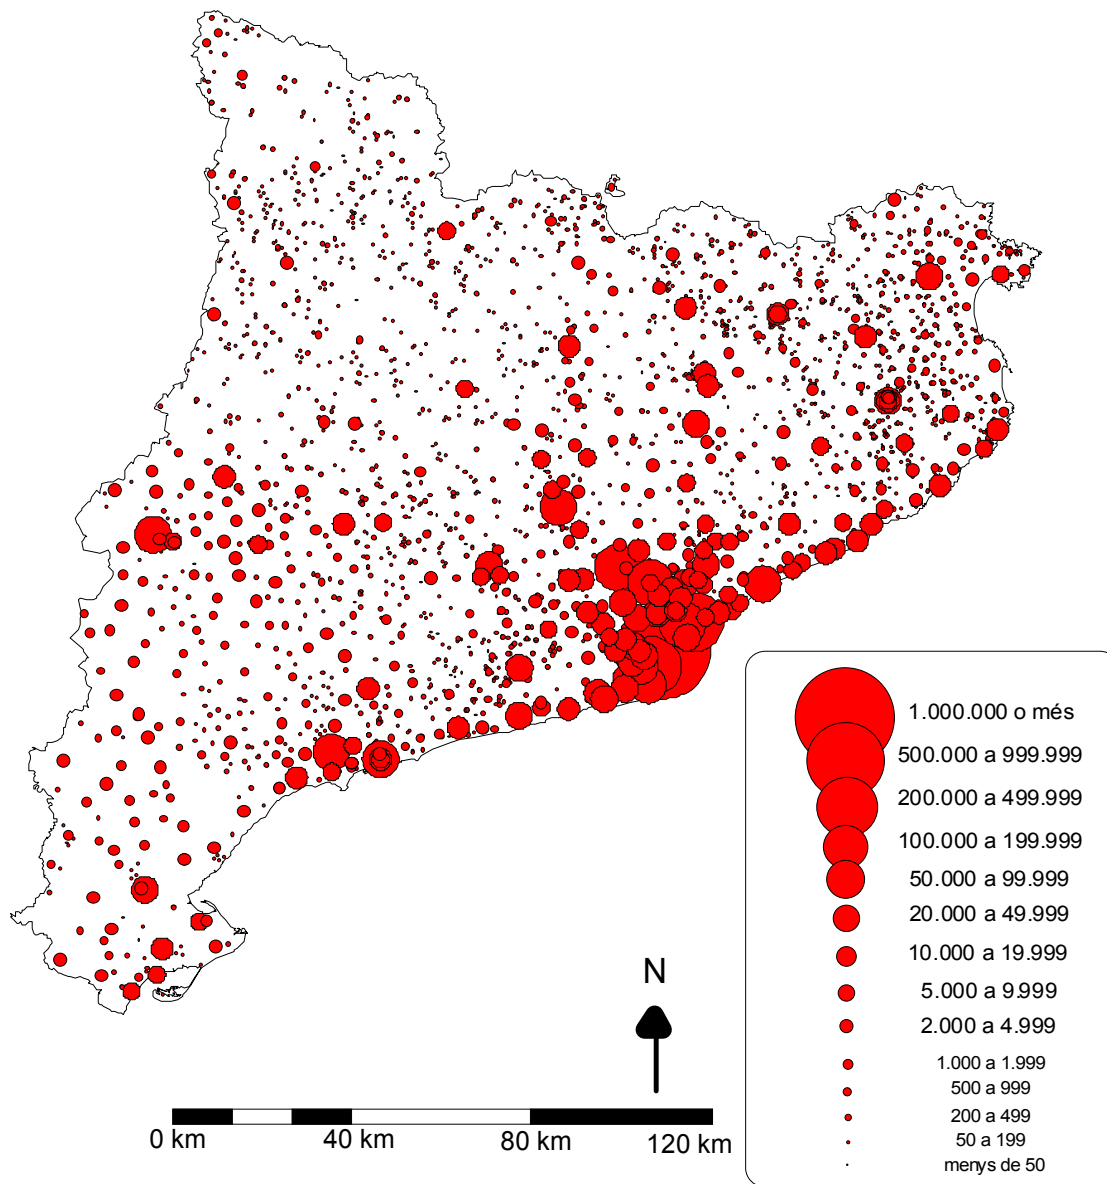 1.000.000 o més
500.000 a 999.999
200.000 a 499.999
100.000 a 199.999
50.000 a 99.999
20.000 a 49.999
10.000 a 19.999
5.000 a 9.999
2.000 a 4.999
1.000 a 1.999
500 a 999
200 a 499
50 a 199
menys de 50
N
0 km 40 km 80 km 120 km